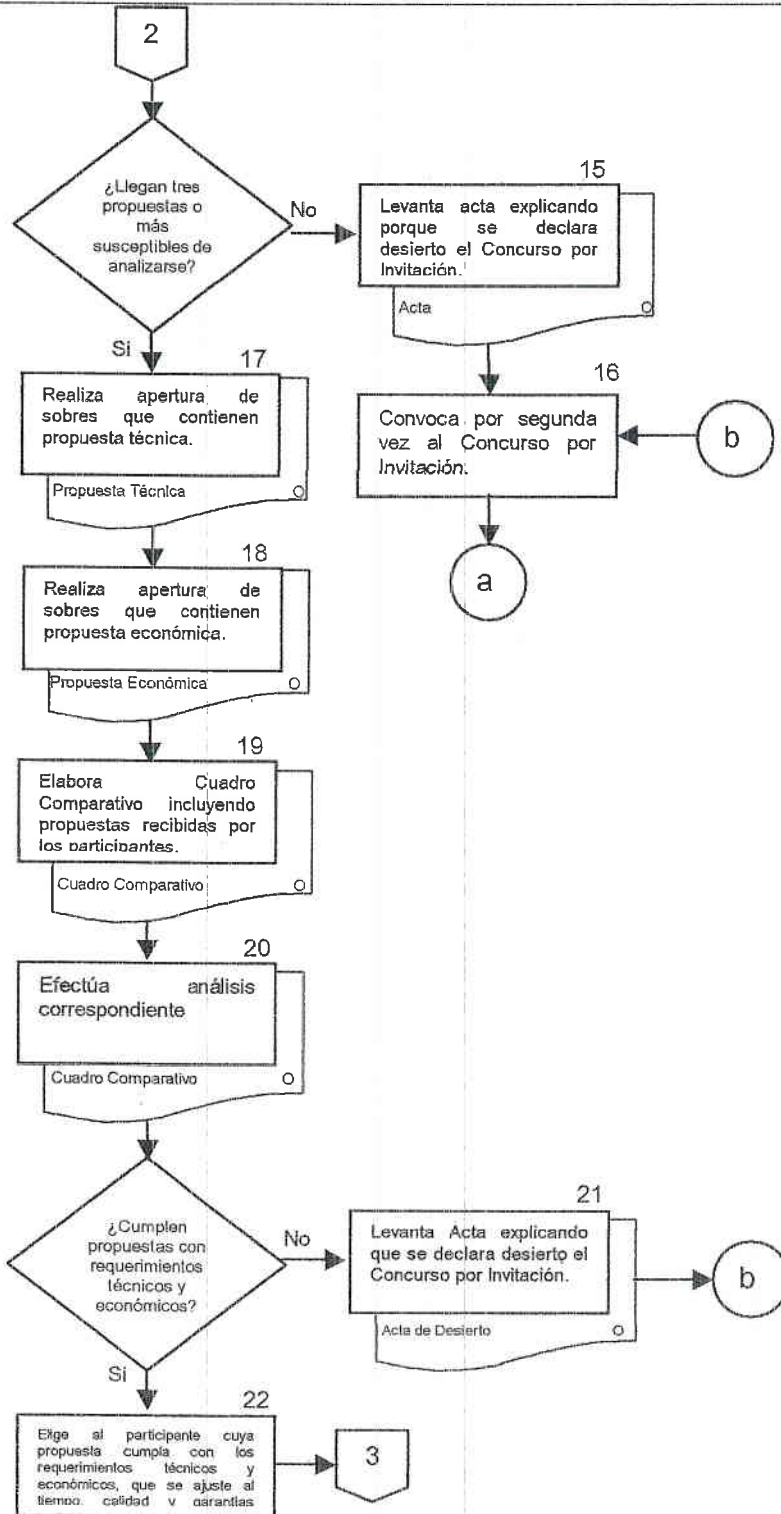 2
¿Llegan tres
propuestas o
más
susceptibles de
analizarse?
No
15
Levanta acta explicando
porque se declara
desierto el Concurso por
Invitación.
Acta
O
Si
17
Realiza apertura de
sobres que contienen
propuesta técnica.
Propuesta Técnica
O
16
Convoca por segunda
vez al Concurso por
Invitación.
b
a
18
Realiza apertura de
sobres que contienen
propuesta económica.
Propuesta Económica
O
19
Elabora Cuadro
Comparativo incluyendo
propuestas recibidas por
los participantes.
Cuadro Comparativo
O
20
Efectúa análisis
correspondiente
Cuadro Comparativo
O
¿Cumplen
propuestas con
requerimientos
técnicos y
económicos?
No
21
Levanta Acta explicando
que se declara desierto el
Concurso por Invitación.
Acta de Desierto
O
b
Si
22
Elige al participante cuya
propuesta cumpla con los
requerimientos técnicos y
económicos, que se ajuste al
tiempo, calidad y garantías
3